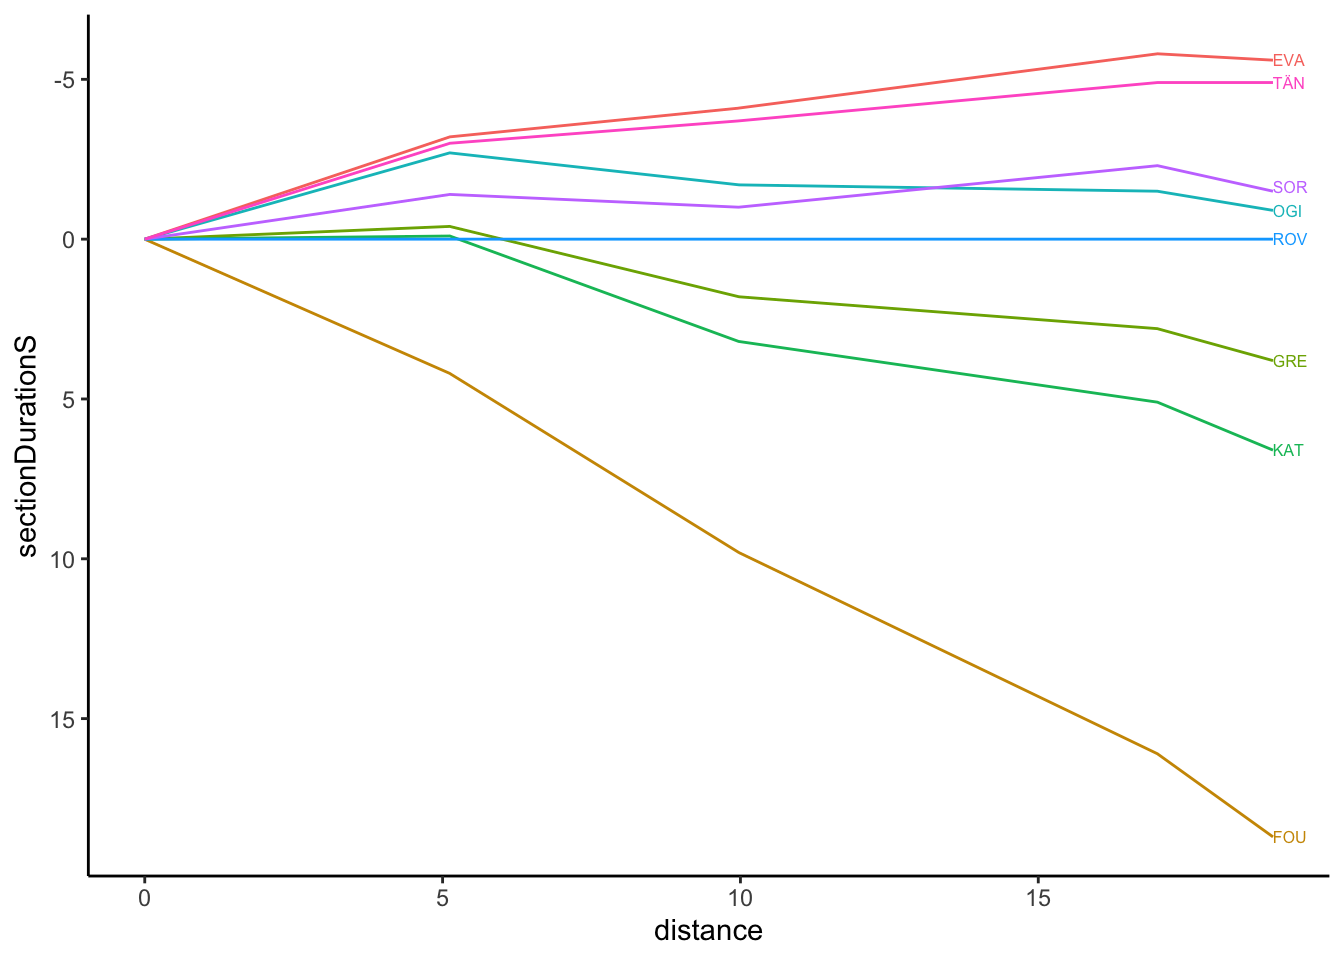 -5
0
5
10
15
sectionDurationS
EVA
TÄN
SOR
OGI
ROV
GRE
KAT
FOU
0
5
10
15
distance